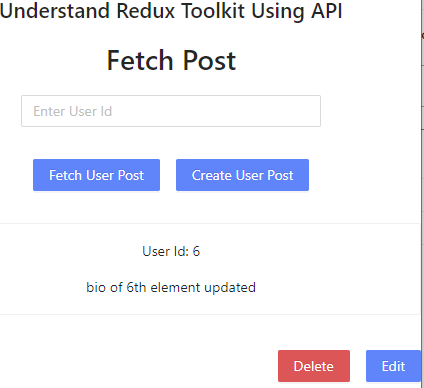 Understand Redux Toolkit Using API
Fetch Post
Enter User Id
Fetch User Post
Create User Post
User Id: 6
bio of 6th element updated
Delete
Edit